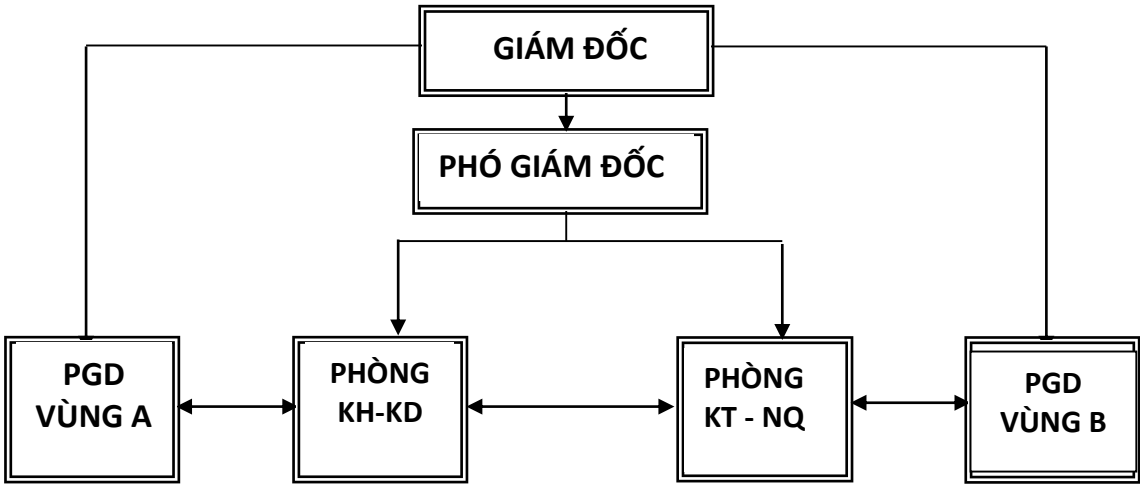 GIÁM ĐỐC
PHÓ GIÁM ĐỐC
PGD
VÙNG A
PHÒNG
KH-KD
PHÒNG
KT - NQ
PGD
VÙNG B